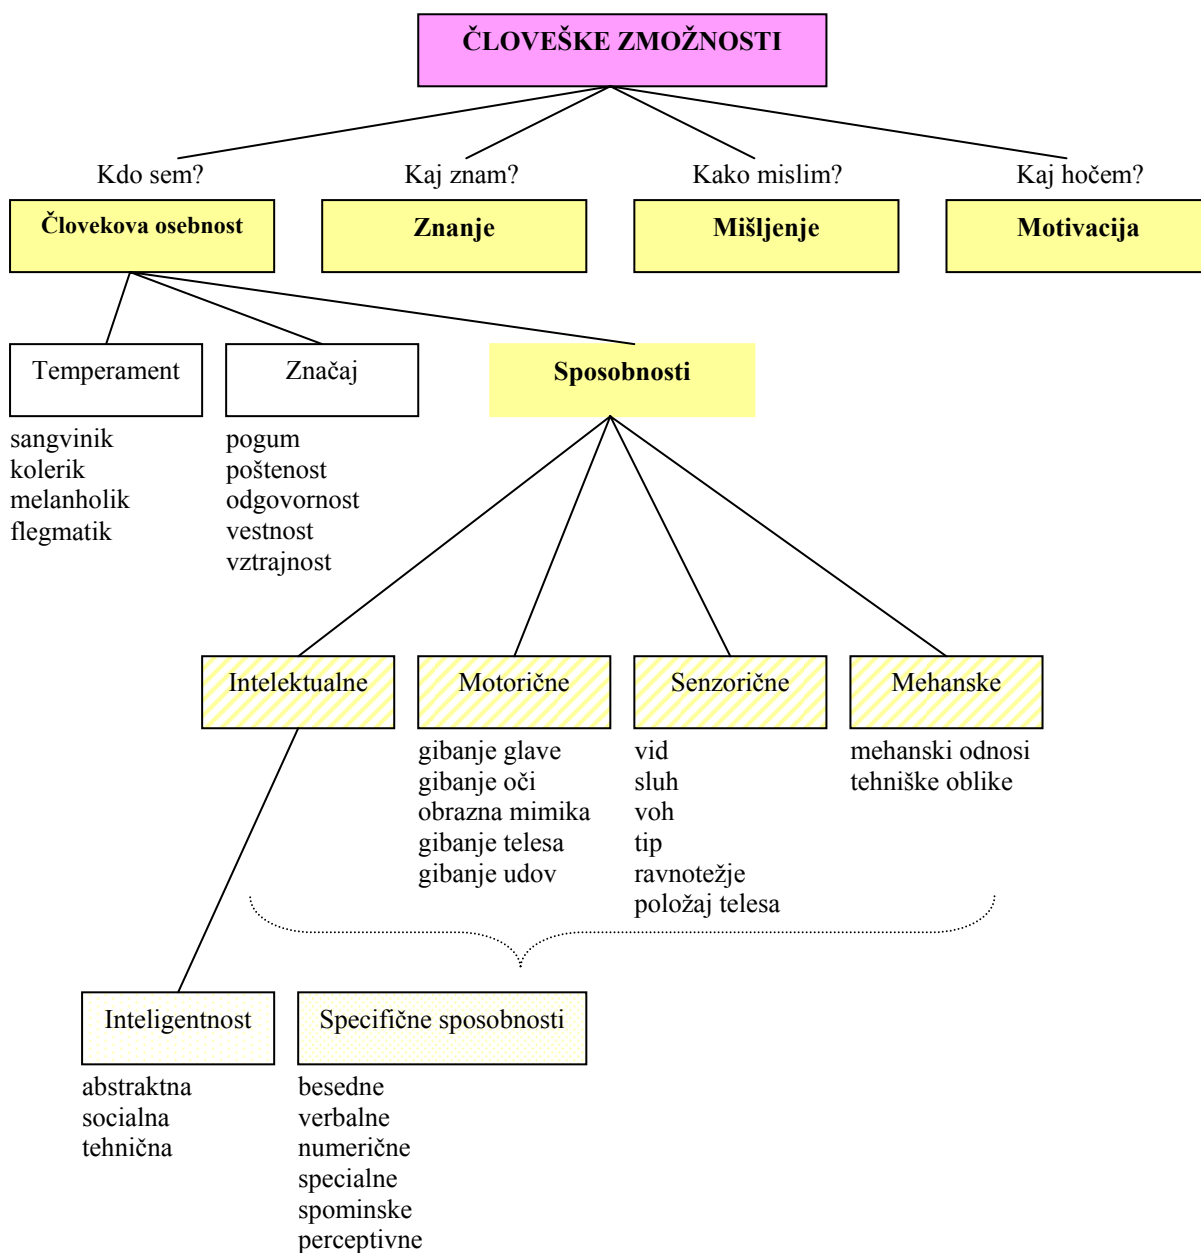 ČLOVEŠKE ZMOŽNOSTI
Kdo sem?
Kaj znam?
Kako mislim?
Kaj hočem?
Človekova osebnost
Znanje
Mišljenje
Motivacija
Temperament
sangvinik
kolerik
melanholik
flegmatik
Značaj
pogum
poštenost
odgovornost
vestnost
vztrajnost
Sposobnosti
Intelektualne
Motorične
gibanje glave
gibanje oči
obrazna mimika
gibanje telesa
gibanje udov
Senzorične
vid
sluh
voh
tip
ravnotežje
položaj telesa
Mehanske
mehanski odnosi
tehniške oblike
Inteligentnost
abstraktna
socialna
tehnična
Specifične sposobnosti
besedne
verbalne
numerične
specialne
spominske
perceptivne